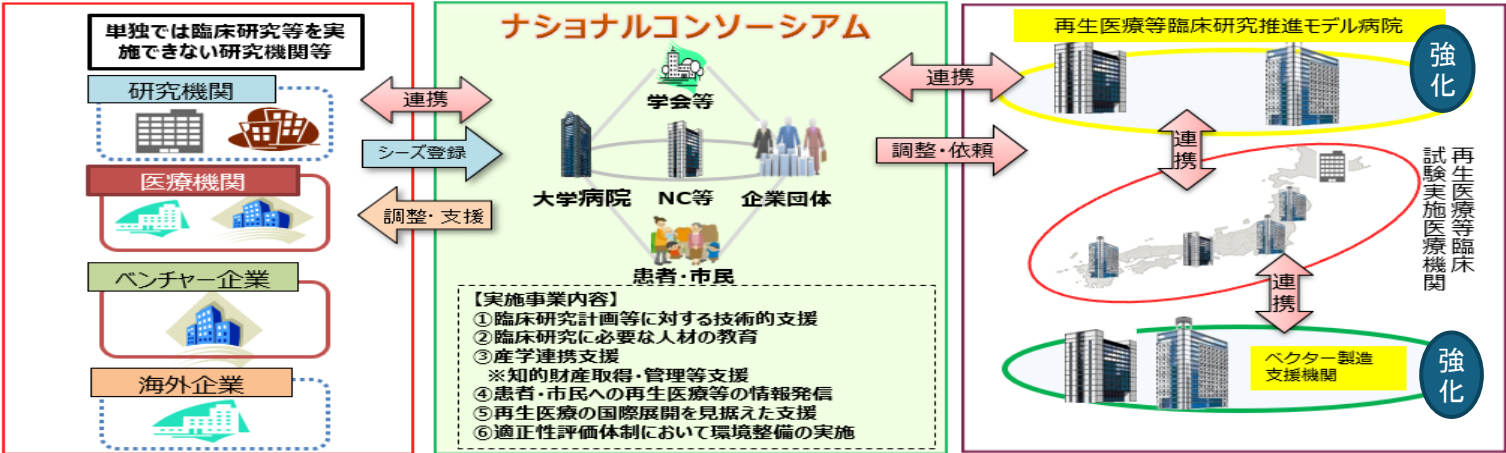 単独では臨床研究等を実
施できない研究機関等
研究機関
医療機関
ベンチャー企業
海外企業
連携
シーズ登録
調整・支援
ナショナルコンソーシアム
学会等
大学病院
NC等
企業団体
患者・市民
【実施事業内容】
①臨床研究計画等に対する技術的支援
②臨床研究に必要な人材の教育
③産学連携支援
※知的財産取得・管理等支援
④患者・市民への再生医療等の情報発信
⑤再生医療の国際展開を見据えた支援
⑥適正性評価体制において環境整備の実施
連携
調整・依頼
再生医療等臨床研究推進モデル病院
強化
連携
再生医療等臨床
試験実施医療機関
連携
ベクター製造
支援機関
強化